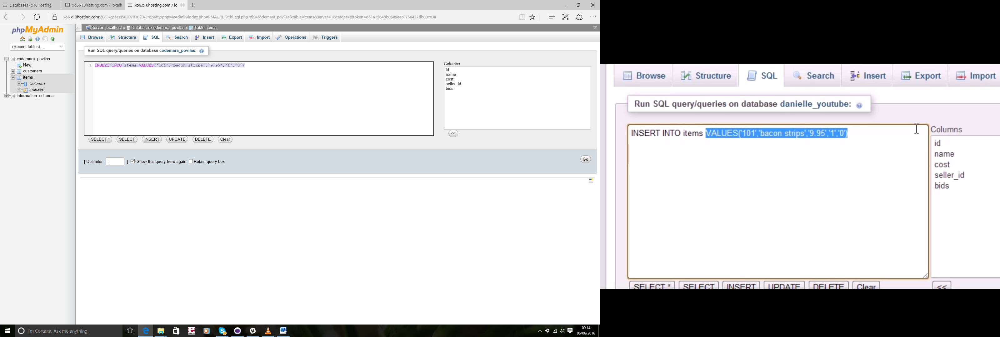 Databases - x10Hosting
xo6.x10hosting.com / localh
xo6.x10hosting.com / lo
xo6.x10hosting.com:2083/cpsess5820701020/3rdparty/phpMyAdmin/index.php#PMAURL-9:tbl_sql.php?db=codemara_povilas&table=items&server=1&target=&token=d61a1564bb0649eec8756437db00ce3a
phpMyAdmin
(Recent tables) ...
codemara_povilas
New
customers
items
Columns
Indexes
information_schema
Server: localhost » Database: codemara_povilas » Table: items
Browse Structure SQL Search Insert Export Import Operations Triggers
Run SQL query/queries on database codemara_povilas:
1 INSERT INTO items VALUES('101','bacon strips','9.95','1','0')
Columns
id
name
cost
seller_id
bids
<<
SELECT * SELECT INSERT UPDATE DELETE Clear
[ Delimiter ; ] Show this query here again Retain query box
Go
I'm Cortana. Ask me anything.
09:14
06/06/2016
Browse Structure SQL Search Insert Export Import
Run SQL query/queries on database danielle_youtube:
INSERT INTO items VALUES('101','bacon strips','9.95','1','0')
Columns
id
name
cost
seller_id
bids
SELECT * SELECT INSERT UPDATE DELETE Clear
<<